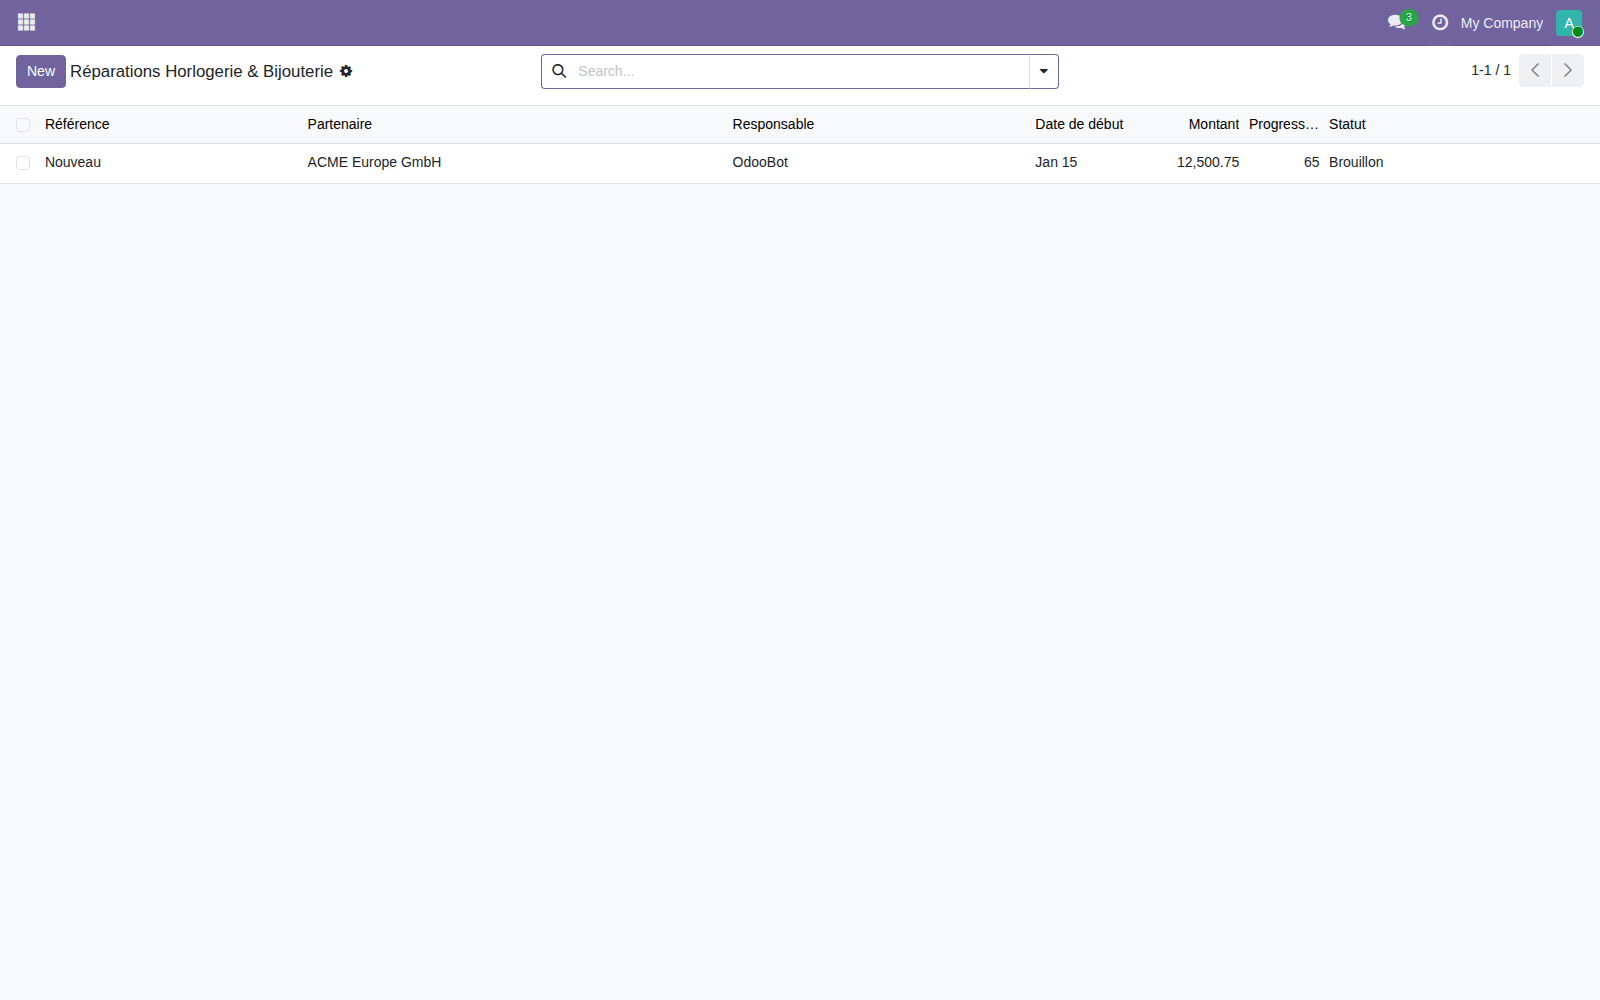 3
My Company
A
New
Réparations Horlogerie & Bijouterie
Search...
1-1 / 1
Référence Partenaire Responsable Date de début Montant Progress... Statut
Nouveau ACME Europe GmbH OdooBot Jan 15 12,500.75 65 Brouillon